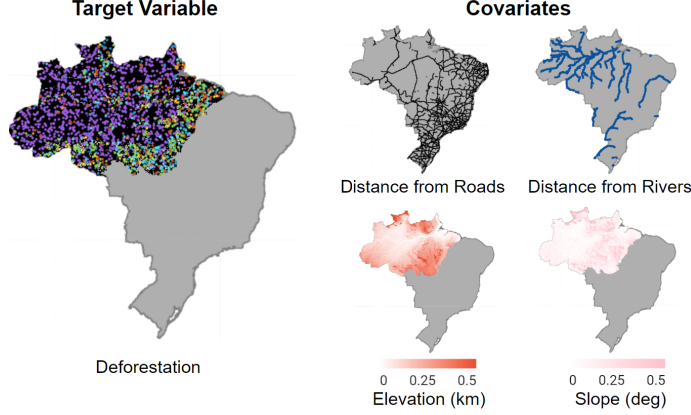 Target Variable
Covariates
Deforestation
Distance from Roads
Distance from Rivers
0 0.25 0.5
Elevation (km)
0 0.25 0.5
Slope (deg)